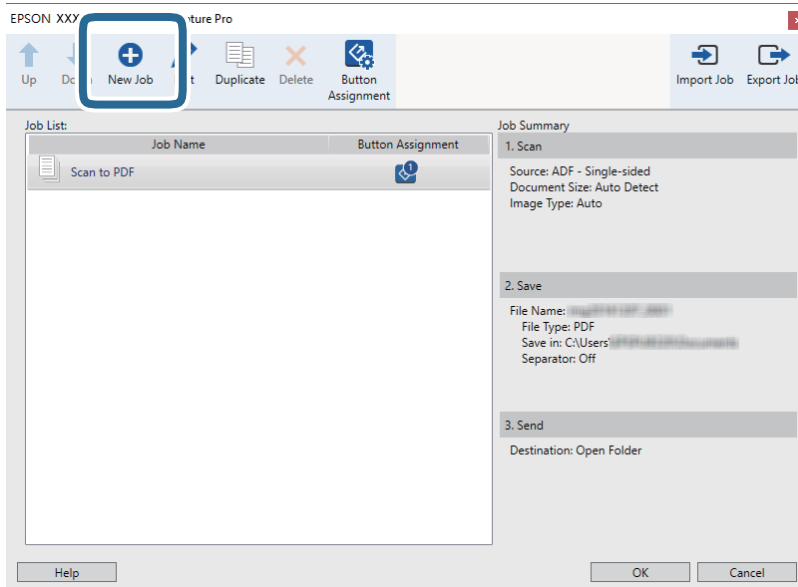 EPSON XXX ture Pro
Up
New Job
Duplicate
Delete
Button
Assignment
Import Job
Export Job
Job List:
Job Name
Button Assignment
Scan to PDF
1
Job Summary
1. Scan
Source: ADF - Single-sided
Document Size: Auto Detect
Image Type: Auto
2. Save
File Name:
File Type: PDF
Save in: C:\Users\
Separator: Off
3. Send
Destination: Open Folder
Help
OK
Cancel